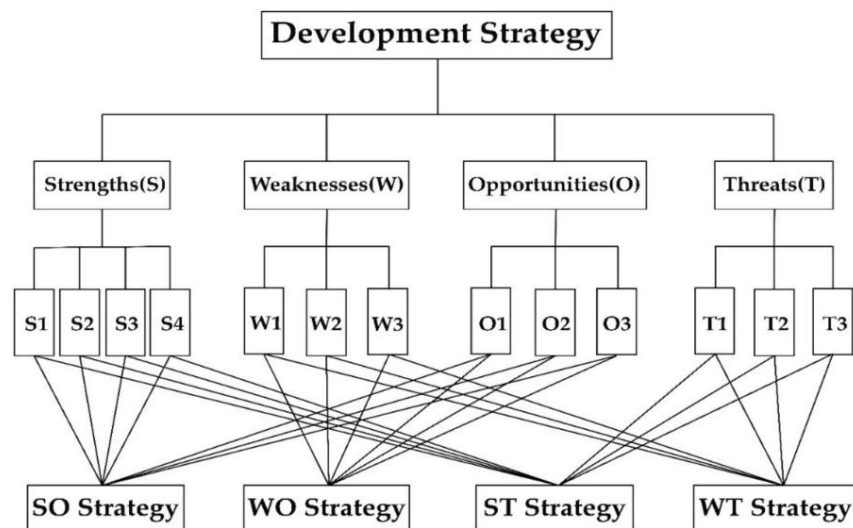 Development Strategy
Strengths(S)
Weaknesses(W)
Opportunities(O)
Threats(T)
S1
S2
S3
S4
W1
W2
W3
O1
O2
O3
T1
T2
T3
SO Strategy
WO Strategy
ST Strategy
WT Strategy